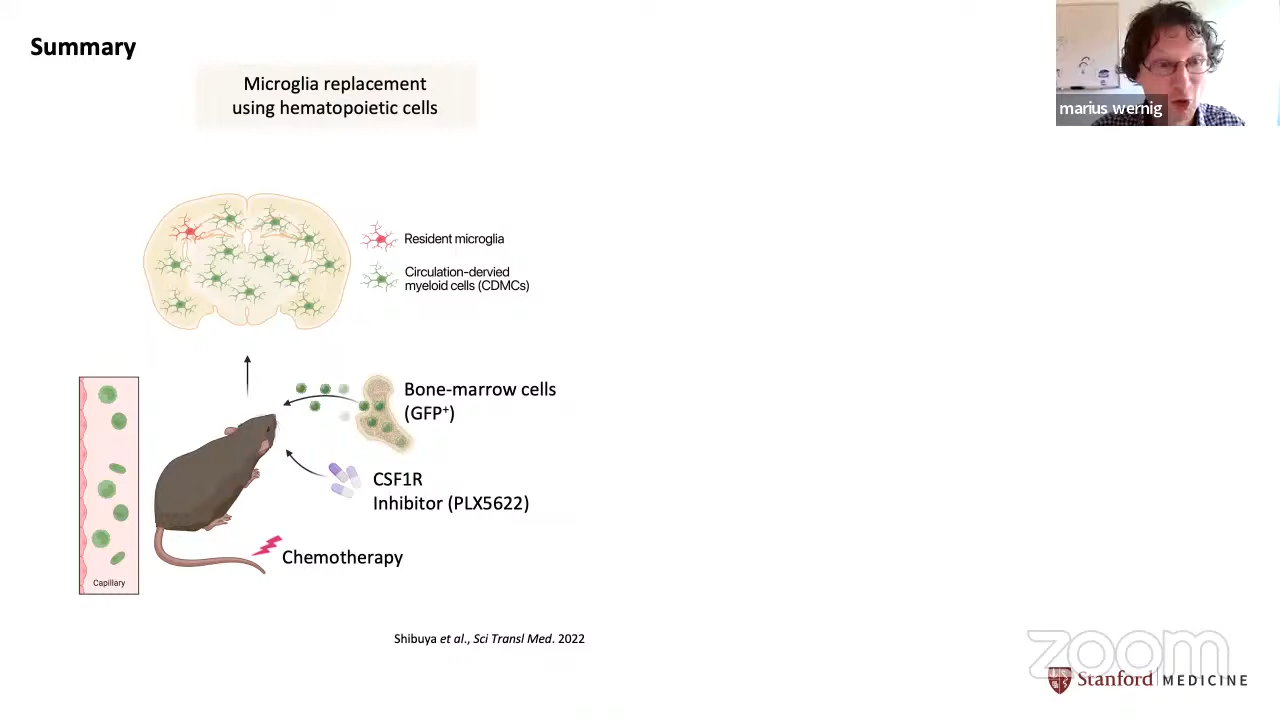 Summary
Microglia replacement
using hematopoietic cells
marius wernig
Resident microglia
Circulation-dervied
myeloid cells (CDMCs)
Bone-marrow cells
(GFP⁺)
CSF1R
Inhibitor (PLX5622)
Chemotherapy
Capillary
Shibuya et al., Sci Transl Med. 2022
zoom
Stanford MEDICINE